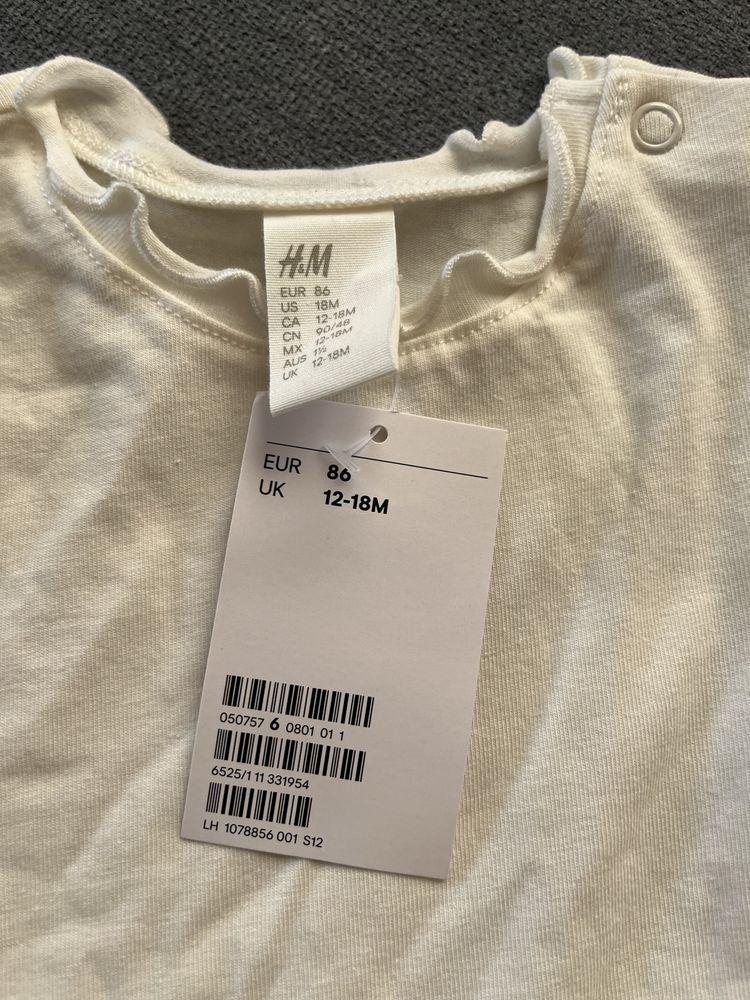 H&M
EUR 86
US 18M
CA 12-18M
CN 90/48
MX 12-18M
AUS 1½
UK 12-18M
EUR 86
UK 12-18M
050757 6 0801 01 1
6525/1 11 331954
LH 1078856 001 S12